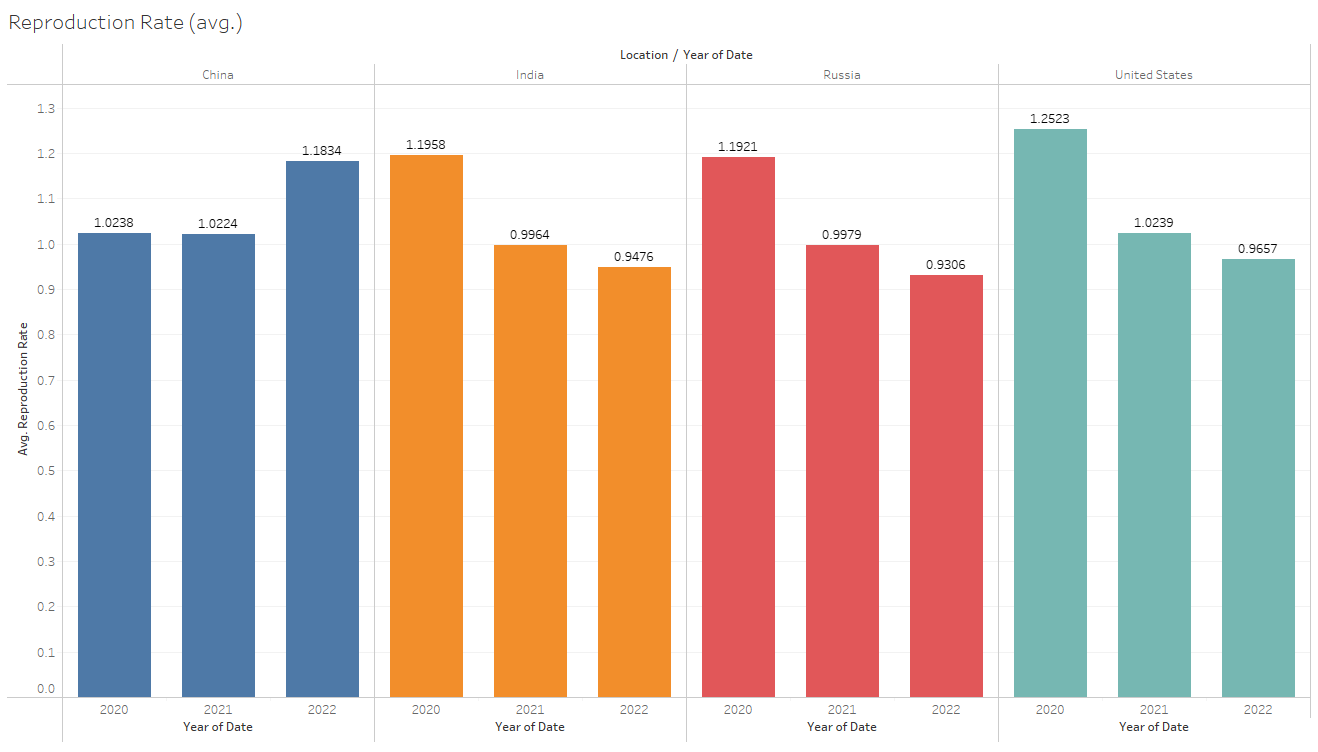 Reproduction Rate (avg.)
Location / Year of Date
China India Russia United States
1.3
1.2
1.1
1.0
0.9
0.8
0.7
0.6
0.5
0.4
0.3
0.2
0.1
0.0
Avg. Reproduction Rate
1.0238 1.0224 1.1834 1.1958 0.9964 0.9476 1.1921 0.9979 0.9306 1.2523 1.0239 0.9657
2020 2021 2022 2020 2021 2022 2020 2021 2022 2020 2021 2022
Year of Date Year of Date Year of Date Year of Date